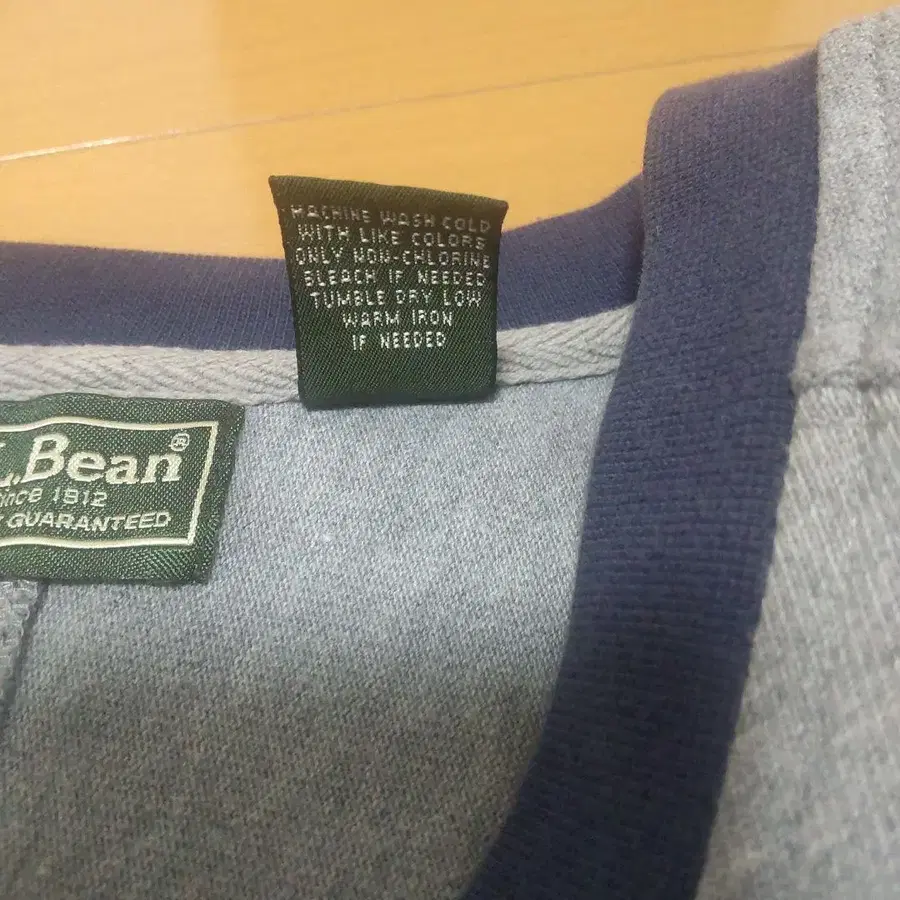 MACHINE WASH COLD
WITH LIKE COLORS
ONLY NON-CHLORINE
BLEACH IF NEEDED
TUMBLE DRY LOW
WARM IRON
IF NEEDED
L.Bean®
Since 1912
GUARANTEED